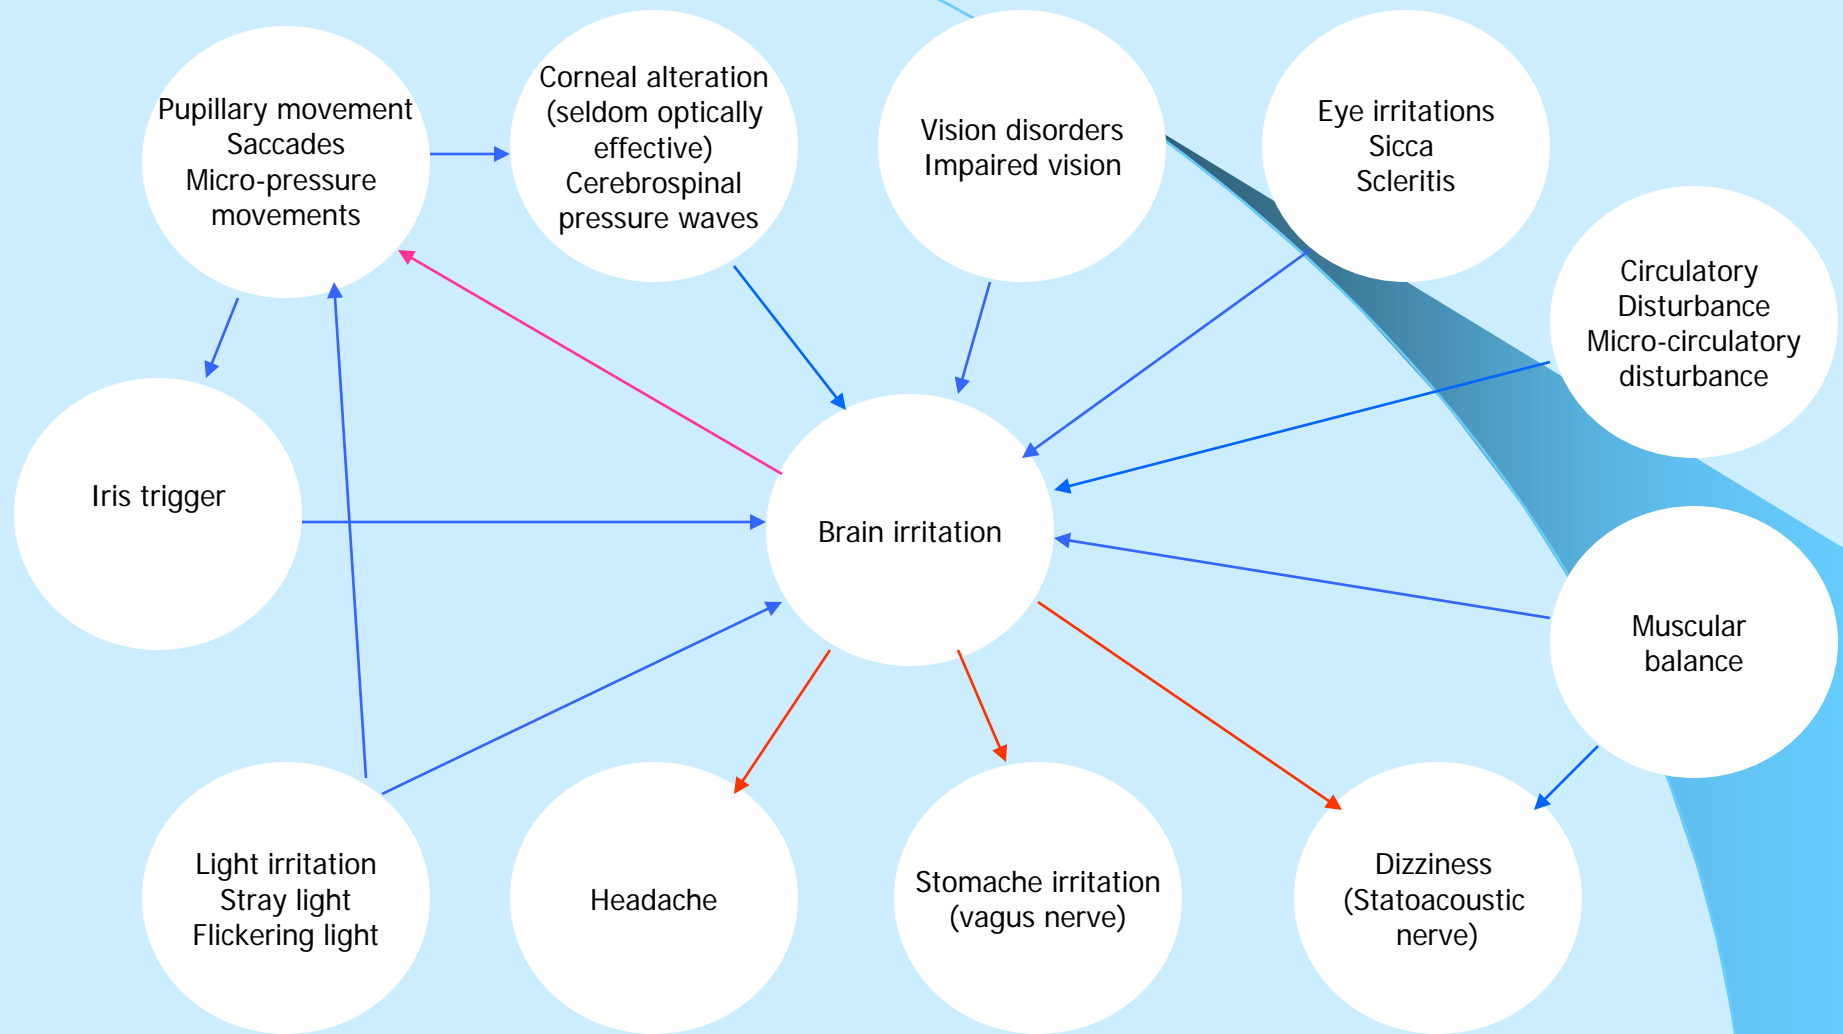 Pupillary movement
Saccades
Micro-pressure
movements
Corneal alteration
(seldom optically
effective)
Cerebrospinal
pressure waves
Vision disorders
Impaired vision
Eye irritations
Sicca
Scleritis
Circulatory
Disturbance
Micro-circulatory
disturbance
Iris trigger
Brain irritation
Muscular
balance
Light irritation
Stray light
Flickering light
Headache
Stomache irritation
(vagus nerve)
Dizziness
(Statoacoustic
nerve)